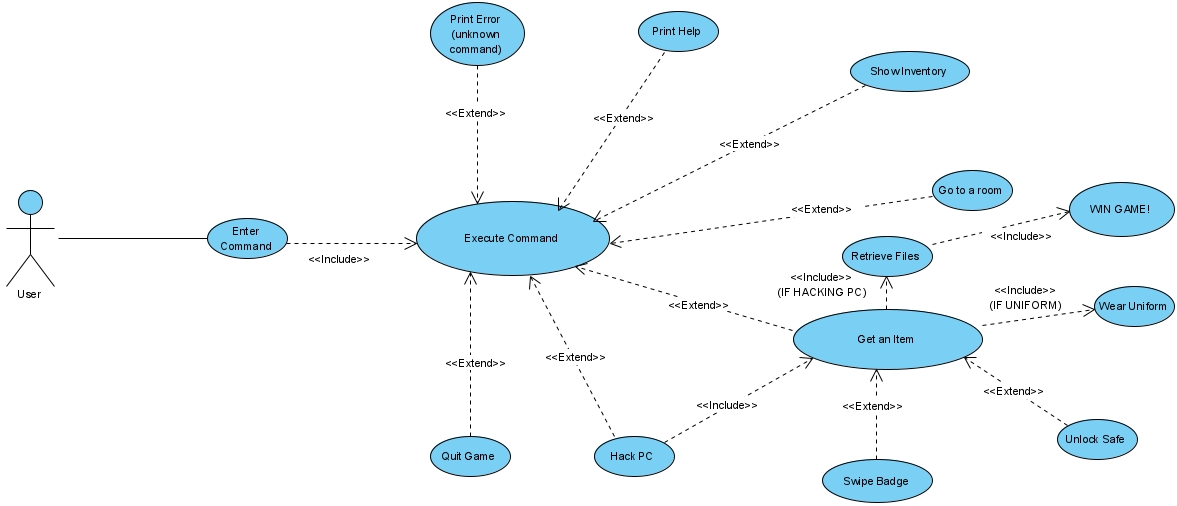 Print Error
(unknown
command)
Print Help
Show Inventory
<<Extend>>
<<Extend>>
<<Extend>>
Go to a room
WIN GAME!
<<Extend>>
Enter
Command
Execute Command
<<Include>>
Retrieve Files
<<Include>>
User
<<Include>>
(IF HACKING PC)
<<Include>>
(IF UNIFORM)
Wear Uniform
<<Extend>>
Get an Item
<<Extend>>
<<Extend>>
<<Include>>
<<Extend>>
<<Extend>>
Quit Game
Hack PC
Unlock Safe
Swipe Badge